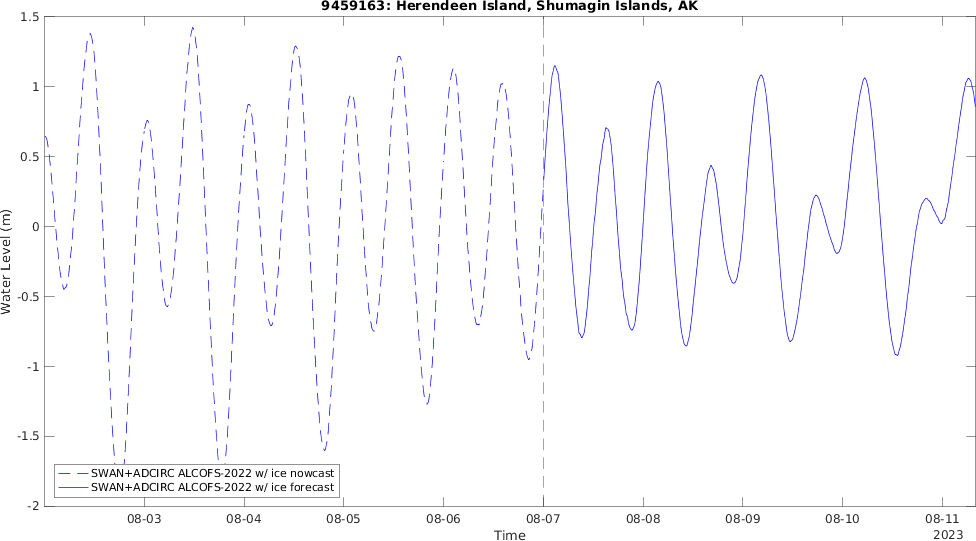 9459163: Herendeen Island, Shumagin Islands, AK
1.5
1
0.5
0
-0.5
-1
-1.5
-2
Water Level (m)
SWAN+ADCIRC ALCOFS-2022 w/ ice nowcast
SWAN+ADCIRC ALCOFS-2022 w/ ice forecast
08-03 08-04 08-05 08-06 08-07 08-08 08-09 08-10 08-11
Time
2023